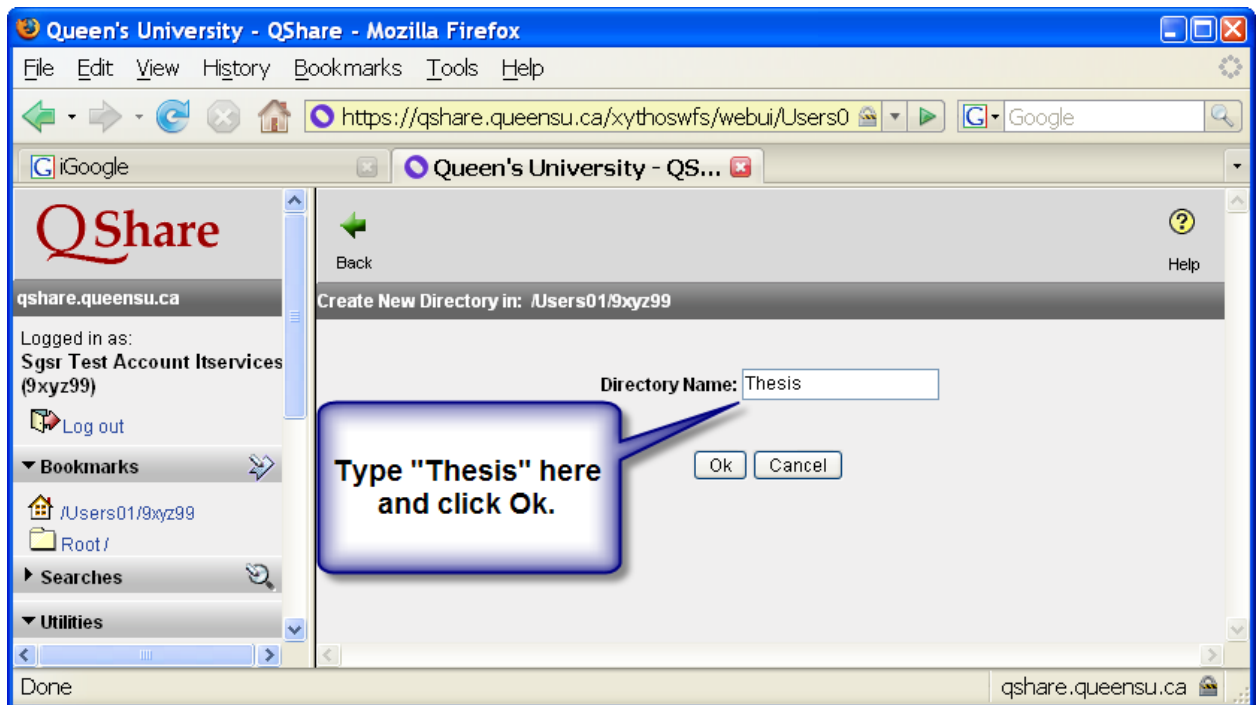 Queen's University - QShare - Mozilla Firefox
File Edit View History Bookmarks Tools Help
https://qshare.queensu.ca/xythoswfs/webui/Users0
G Google
G iGoogle
Queen's University - QS...
QShare
Back
Help
qshare.queensu.ca
Create New Directory in: /Users01/9xyz99
Logged in as:
Sgsr Test Account Itservices
(9xyz99)
Log out
Directory Name: Thesis
Type "Thesis" here
and click Ok.
Ok Cancel
Bookmarks
/Users01/9xyz99
Root /
Searches
Utilities
Done
qshare.queensu.ca